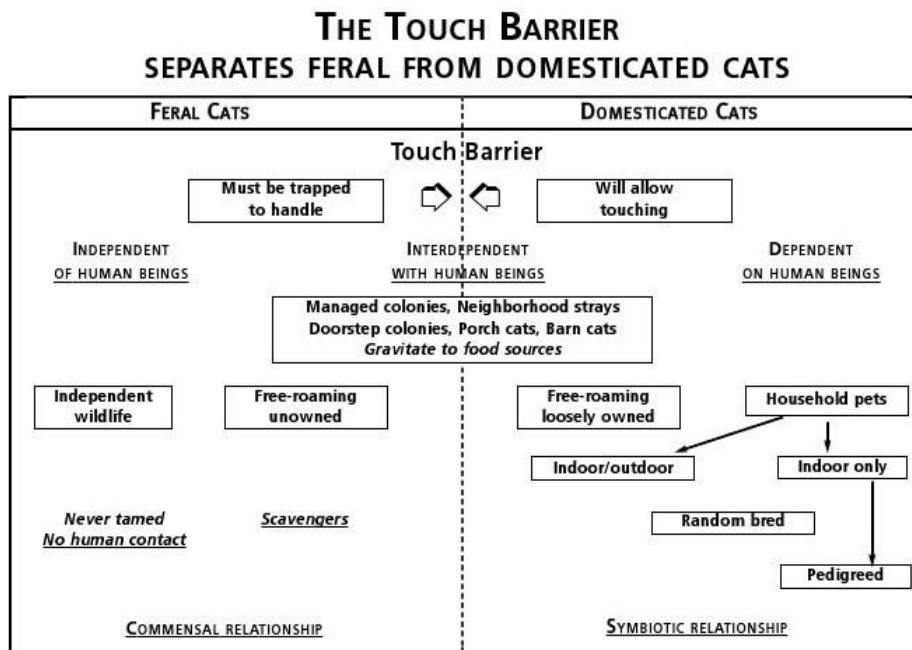 THE TOUCH BARRIER
SEPARATES FERAL FROM DOMESTICATED CATS
FERAL CATS
DOMESTICATED CATS
Touch Barrier
Must be trapped
to handle
Will allow
touching
INDEPENDENT
OF HUMAN BEINGS
INTERDEPENDENT
WITH HUMAN BEINGS
DEPENDENT
ON HUMAN BEINGS
Managed colonies, Neighborhood strays
Doorstep colonies, Porch cats, Barn cats
Gravitate to food sources
Independent
wildlife
Free-roaming
unowned
Free-roaming
loosely owned
Household pets
Indoor/outdoor
Indoor only
Never tamed
No human contact
Scavengers
Random bred
Pedigreed
COMMENSAL RELATIONSHIP
SYMBIOTIC RELATIONSHIP